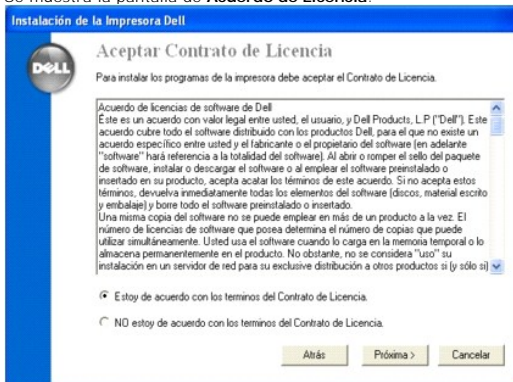 Se muestra la pantalla de Acuerdo de Licencia.
Instalación de la Impresora Dell
DELL
Aceptar Contrato de Licencia
Para instalar los programas de la impresora debe aceptar el Contrato de Licencia.
Acuerdo de licencias de software de Dell
Éste es un acuerdo con valor legal entre usted, el usuario, y Dell Products, L.P ("Dell"). Este
acuerdo cubre todo el software distribuido con los productos Dell, para el que no existe un
acuerdo específico entre usted y el fabricante o el propietario del software (en adelante
"software" hará referencia a la totalidad del software). Al abrir o romper el sello del paquete
de software, instalar o descargar el software o al emplear el software preinstalado o
insertado en su producto, acepta acatar los términos de este acuerdo. Si no acepta estos
términos, devuelva inmediatamente todas los elementos del software (discos, material escrito
y embalaje) y borre todo el software preinstalado o insertado.
Una misma copia del software no se puede emplear en más de un producto a la vez. El
número de licencias de software que posea determina el número de copias que puede
utilizar simultáneamente. Usted usa el software cuando lo carga en la memoria temporal o lo
almacena permanentemente en el producto. No obstante, no se considera "uso" su
instalación en un servidor de red para su exclusive distribución a otros productos si (y sólo si)
Estoy de acuerdo con los terminos del Contrato de Licencia.
NO estoy de acuerdo con los terminos del Contrato de Licencia.
Atrás
Próxima >
Cancelar